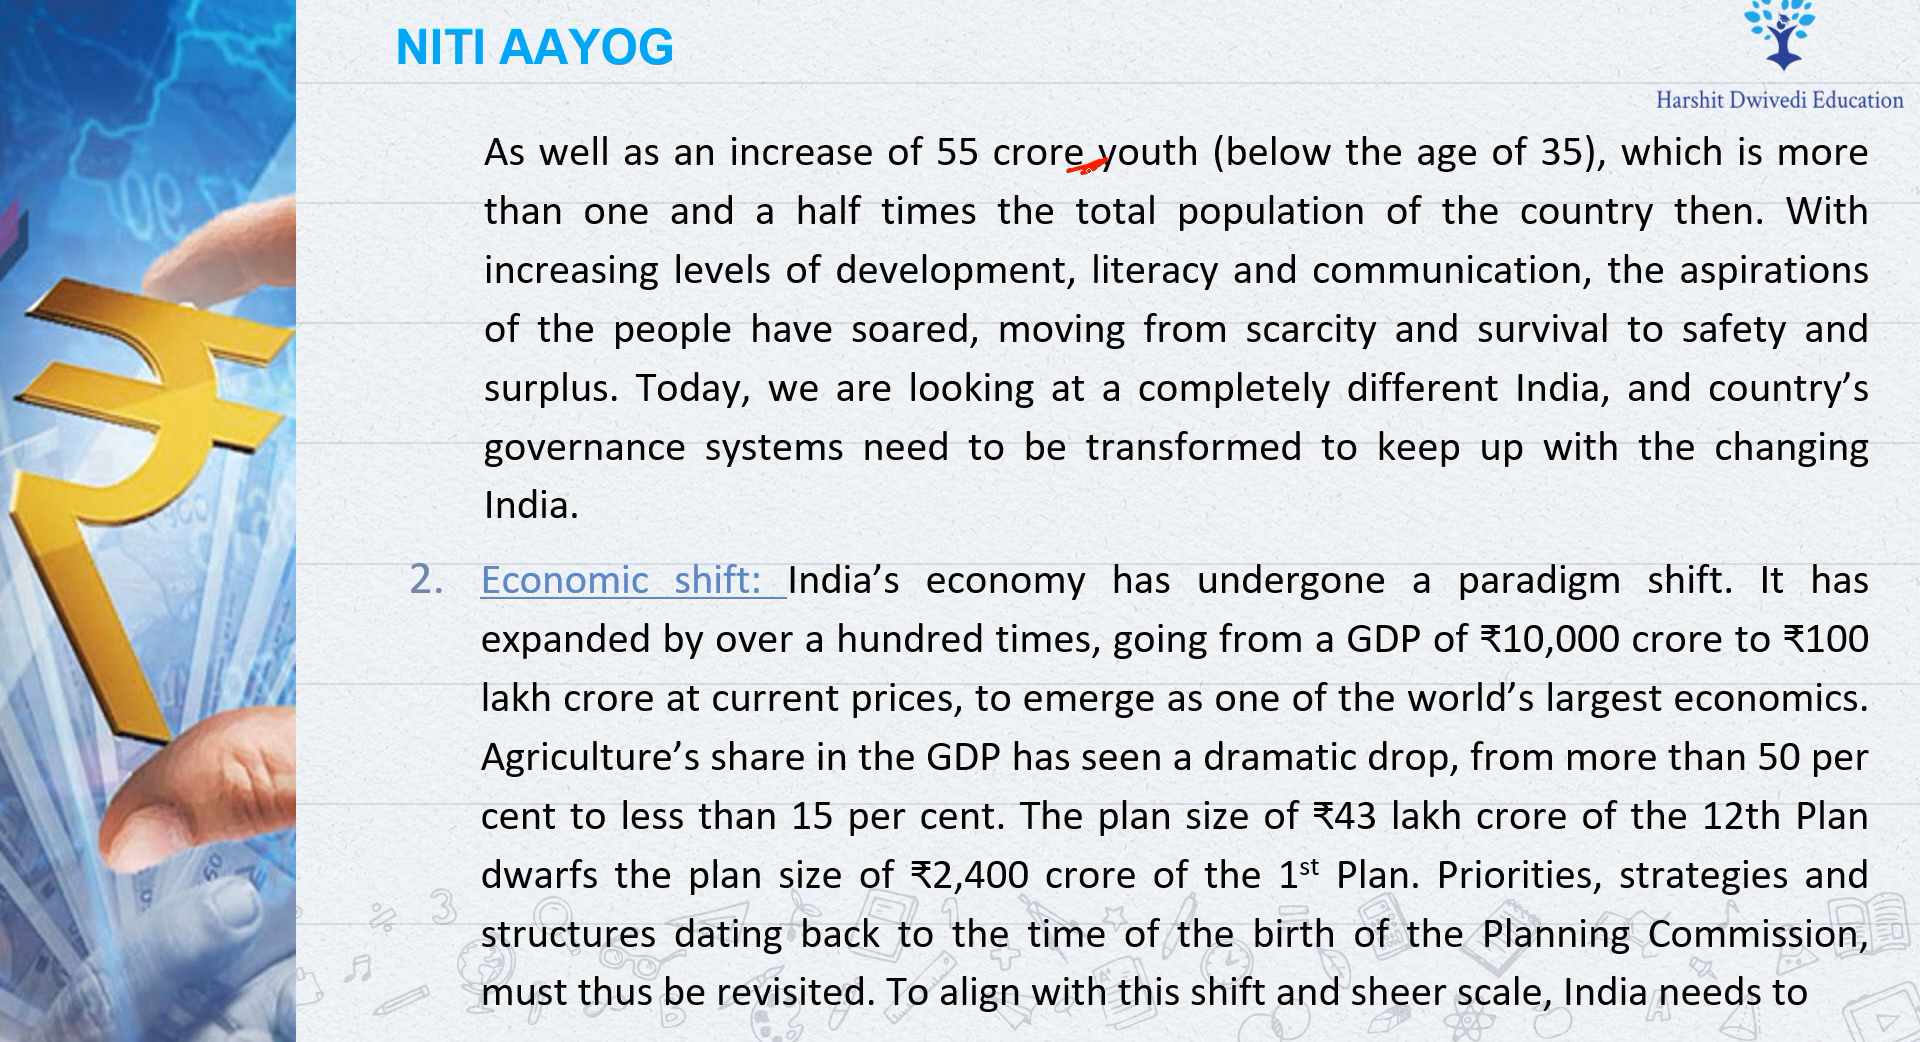 NITI AAYOG
Harshit Dwivedi Education
As well as an increase of 55 crore youth (below the age of 35), which is more
than one and a half times the total population of the country then. With
increasing levels of development, literacy and communication, the aspirations
of the people have soared, moving from scarcity and survival to safety and
surplus. Today, we are looking at a completely different India, and country’s
governance systems need to be transformed to keep up with the changing
India.
2. Economic shift: India’s economy has undergone a paradigm shift. It has
expanded by over a hundred times, going from a GDP of ₹10,000 crore to ₹100
lakh crore at current prices, to emerge as one of the world’s largest economics.
Agriculture’s share in the GDP has seen a dramatic drop, from more than 50 per
cent to less than 15 per cent. The plan size of ₹43 lakh crore of the 12th Plan
dwarfs the plan size of ₹2,400 crore of the 1st Plan. Priorities, strategies and
structures dating back to the time of the birth of the Planning Commission,
must thus be revisited. To align with this shift and sheer scale, India needs to